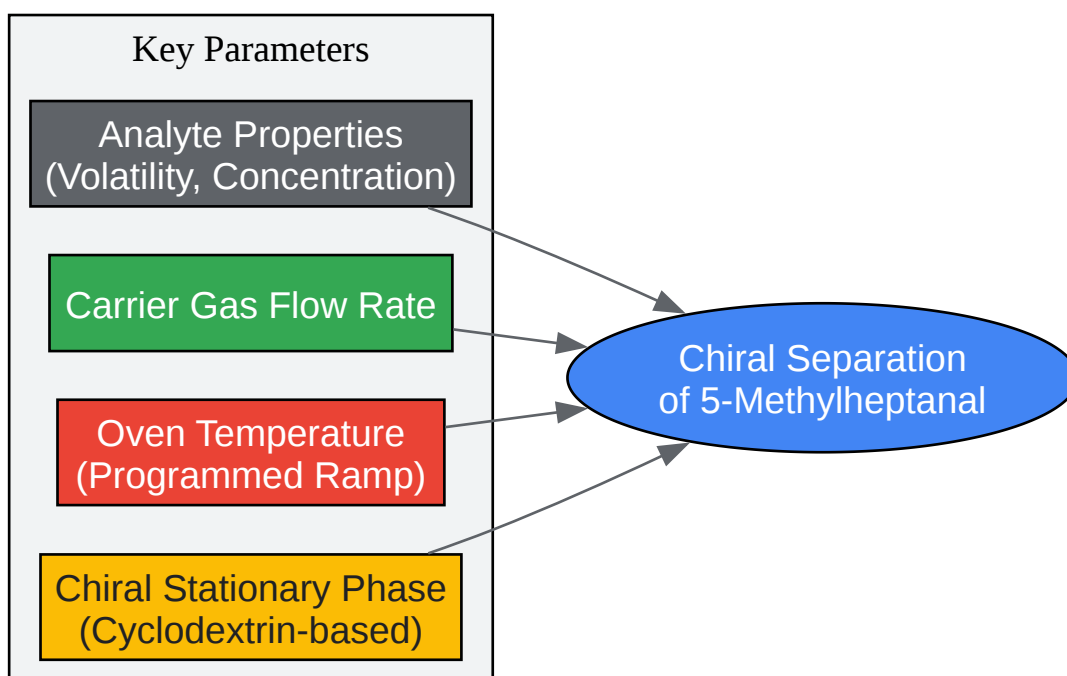 Key Parameters
Analyte Properties
(Volatility, Concentration)
Carrier Gas Flow Rate
Oven Temperature
(Programmed Ramp)
Chiral Stationary Phase
(Cyclodextrin-based)
Chiral Separation
of 5-Methylheptanal